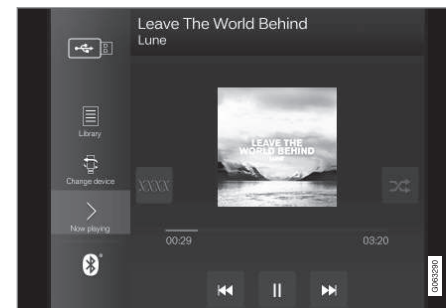 Leave The World Behind
Lune
Library
Change device
Now playing
LEAVE THE
WORLD BEHIND
LUNE
XXXX
00:29
03:20
G063290